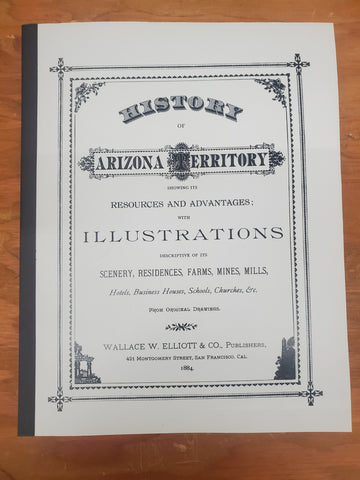 HISTORY
OF
ARIZONA TERRITORY
SHOWING ITS
RESOURCES AND ADVANTAGES;
WITH
ILLUSTRATIONS
DESCRIPTIVE OF ITS
SCENERY, RESIDENCES, FARMS, MINES, MILLS,
Hotels, Business Houses, Schools, Churches, &c.
FROM ORIGINAL DRAWINGS.
WALLACE W. ELLIOTT & CO., PUBLISHERS,
421 MONTGOMERY STREET, SAN FRANCISCO, CAL.
1884.